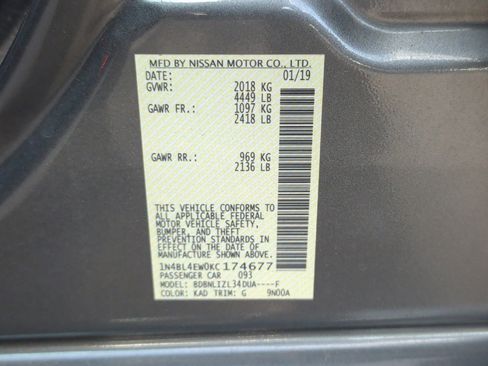 MFD BY NISSAN MOTOR CO., LTD.
DATE: 01/19
GVWR: 2018 KG
4449 LB
GAWR FR.: 1097 KG
2418 LB
GAWR RR.: 969 KG
2136 LB
THIS VEHICLE CONFORMS TO
ALL APPLICABLE FEDERAL
MOTOR VEHICLE SAFETY,
BUMPER, AND THEFT
PREVENTION STANDARDS IN
EFFECT ON THE DATE OF
MANUFACTURE SHOWN ABOVE.
1N4BL4EW0KC174677
PASSENGER CAR 093
MODEL: BDBNLIZL34DUA----F
COLOR: KAD TRIM: G 9N00A